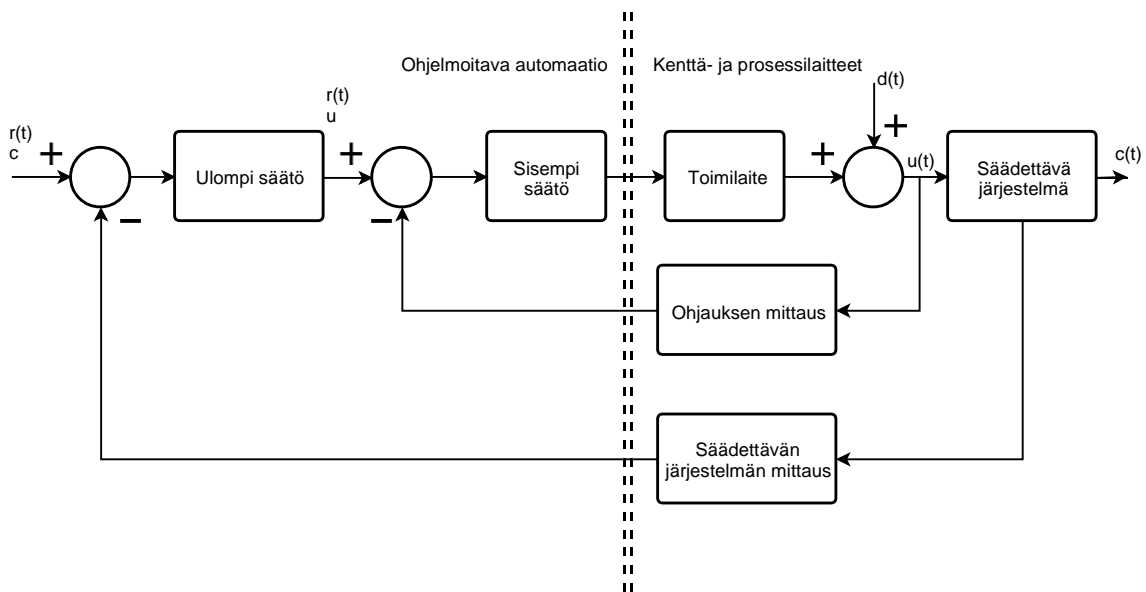 Ohjelmoitava automaatio
Kenttä- ja prosessilaitteet
r(t)
c
+
−
Ulompi säätö
r(t)
u
+
−
Sisempi
säätö
Toimilaite
+
d(t)
+
u(t)
Säädettävä
järjestelmä
c(t)
Ohjauksen mittaus
Säädettävän
järjestelmän mittaus